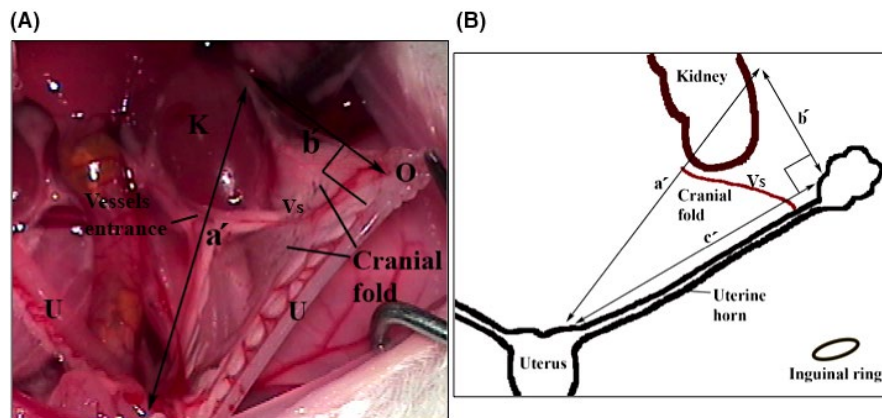 (A)
K
b´
O
Vs
Vessels
entrance
a´
Cranial
fold
U
U
(B)
Kidney
b´
a´
Vs
Cranial
fold
c´
Uterine
horn
Uterus
Inguinal ring